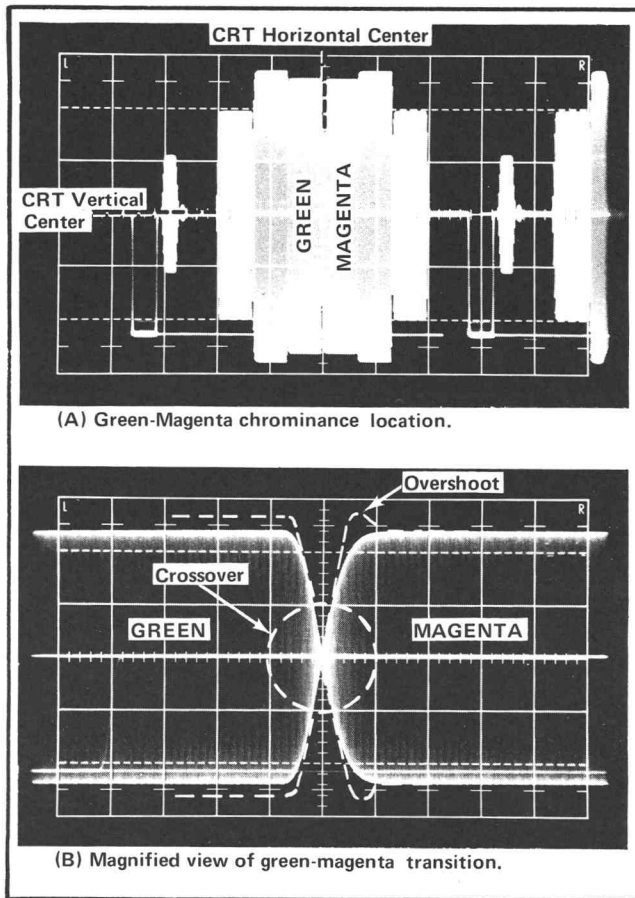 CRT Horizontal Center
L
R
CRT Vertical
Center
GREEN
MAGENTA
(A) Green-Magenta chrominance location.
L
R
Overshoot
Crossover
GREEN
MAGENTA
(B) Magnified view of green-magenta transition.